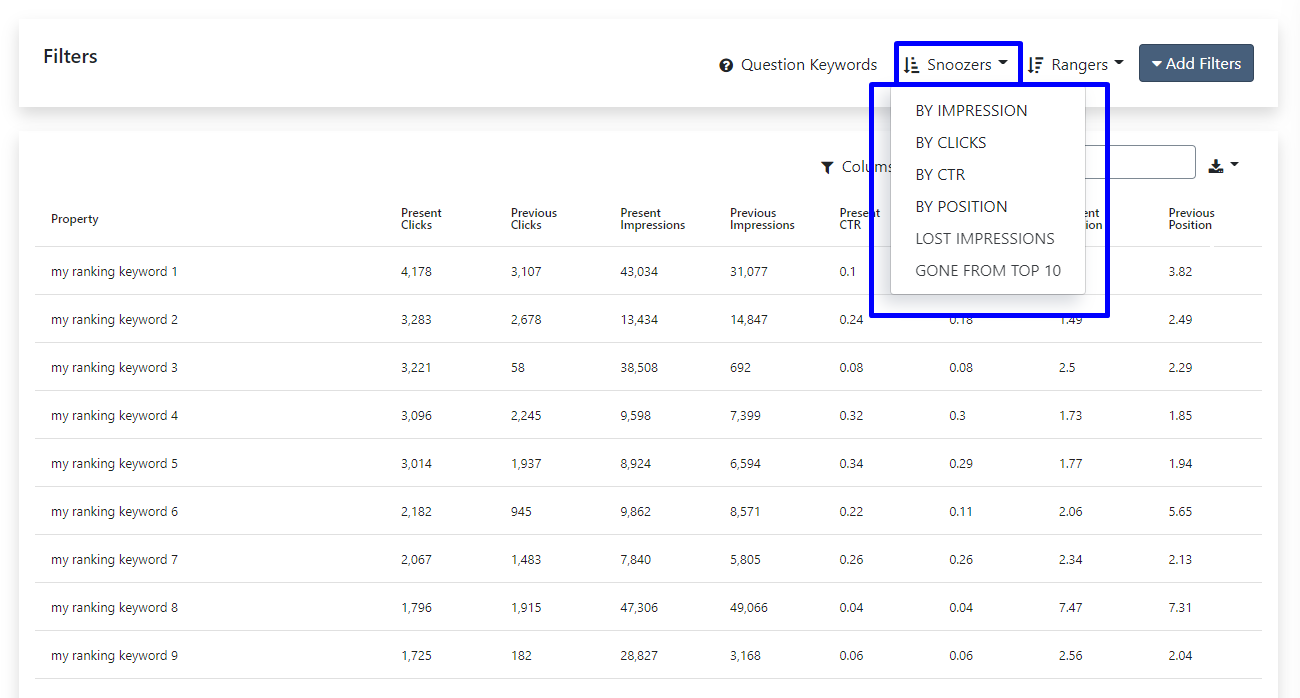 Filters
Question Keywords Snoozers Rangers Add Filters
BY IMPRESSION
BY CLICKS
BY CTR
BY POSITION
LOST IMPRESSIONS
GONE FROM TOP 10
Colums
Property Present Clicks Previous Clicks Present Impressions Previous Impressions Present CTR Previous Position
my ranking keyword 1 4,178 3,107 43,034 31,077 0.1 3.82
my ranking keyword 2 3,283 2,678 13,434 14,847 0.24 0.18 1.49 2.49
my ranking keyword 3 3,221 58 38,508 692 0.08 0.08 2.5 2.29
my ranking keyword 4 3,096 2,245 9,598 7,399 0.32 0.3 1.73 1.85
my ranking keyword 5 3,014 1,937 8,924 6,594 0.34 0.29 1.77 1.94
my ranking keyword 6 2,182 945 9,862 8,571 0.22 0.11 2.06 5.65
my ranking keyword 7 2,067 1,483 7,840 5,805 0.26 0.26 2.34 2.13
my ranking keyword 8 1,796 1,915 47,306 49,066 0.04 0.04 7.47 7.31
my ranking keyword 9 1,725 182 28,827 3,168 0.06 0.06 2.56 2.04